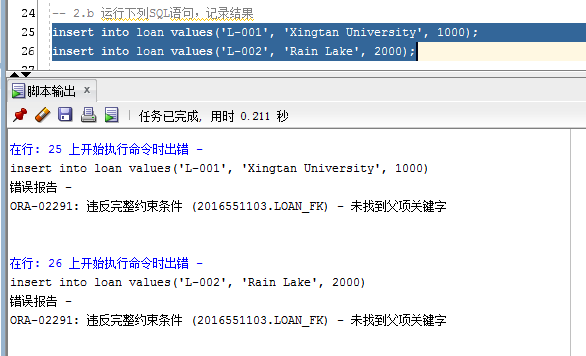 24 -- 2.b 运行下列SQL语句，记录结果
25 insert into loan values('L-001', 'Xingtan University', 1000);
26 insert into loan values('L-002', 'Rain Lake', 2000);
27
脚本输出 x
任务已完成, 用时 0.211 秒
在行: 25 上开始执行命令时出错 -
insert into loan values('L-001', 'Xingtan University', 1000)
错误报告 -
ORA-02291: 违反完整约束条件 (2016551103.LOAN_FK) - 未找到父项关键字
在行: 26 上开始执行命令时出错 -
insert into loan values('L-002', 'Rain Lake', 2000)
错误报告 -
ORA-02291: 违反完整约束条件 (2016551103.LOAN_FK) - 未找到父项关键字